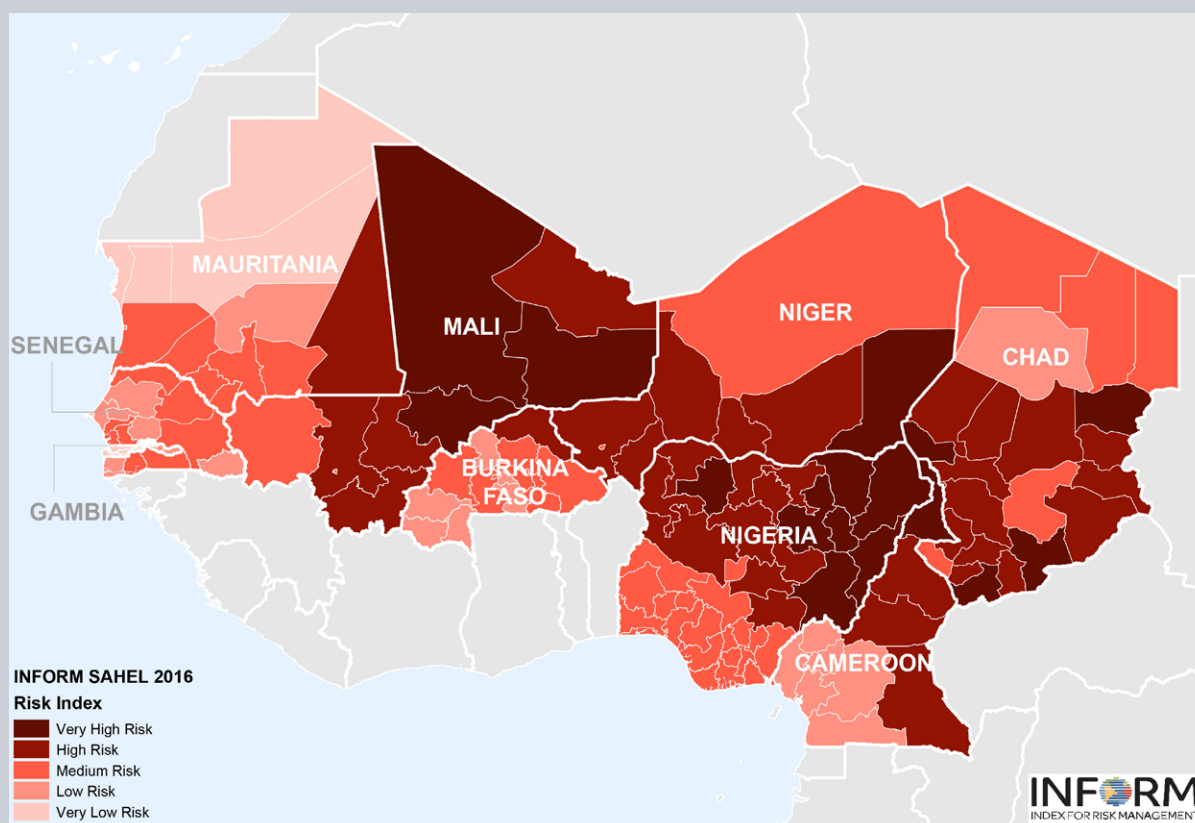 MAURITANIA
SENEGAL
MALI
NIGER
CHAD
BURKINA
FASO
GAMBIA
NIGERIA
CAMEROON
INFORM SAHEL 2016
Risk Index
Very High Risk
High Risk
Medium Risk
Low Risk
Very Low Risk
INFORM
INDEX FOR RISK MANAGEMENT